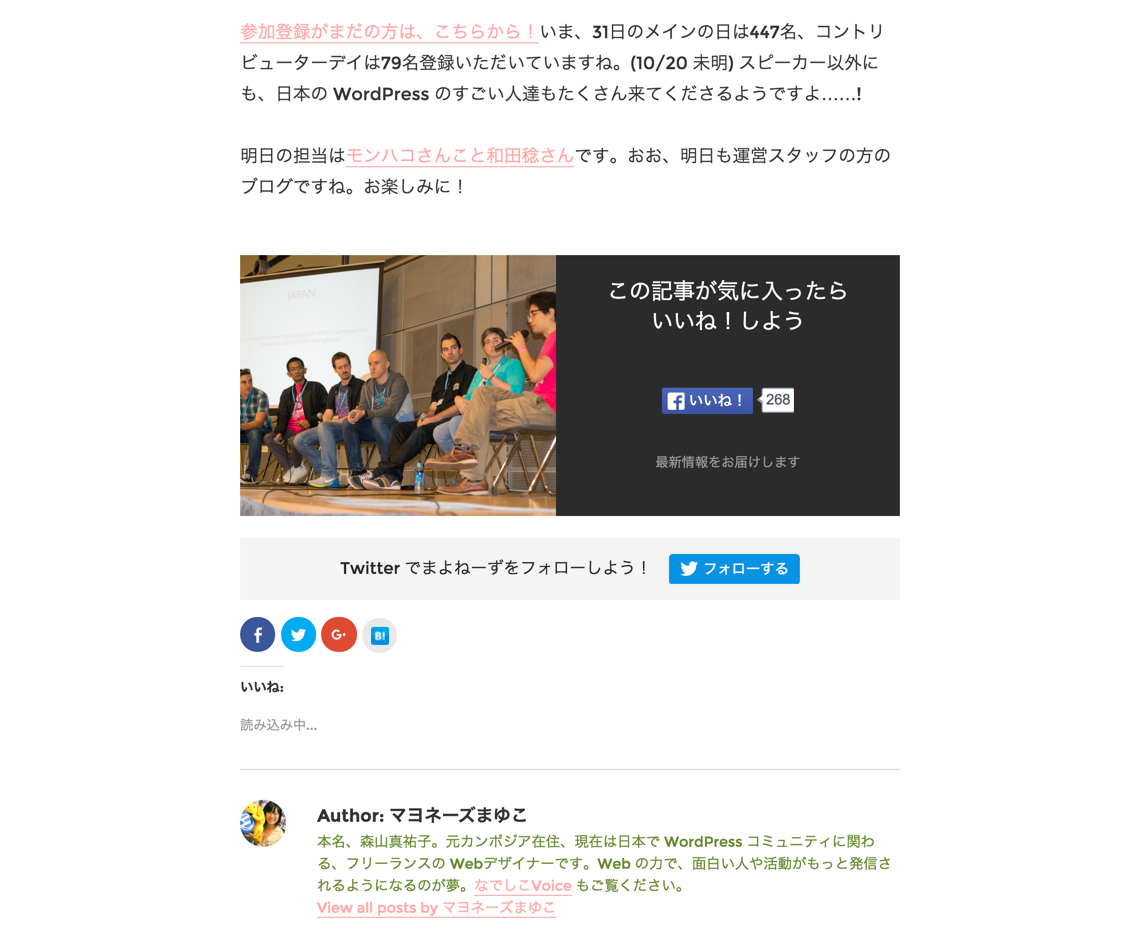 参加登録がまだの方は、こちらから！いま、31日のメインの日は447名、コントリ
ビューターデイは79名登録いただいていますね。(10/20 未明) スピーカー以外に
も、日本の WordPress のすごい人達もたくさん来てくださるようですよ……!
明日の担当はモンハコさんこと和田稔さんです。おお、明日も運営スタッフの方の
ブログですね。お楽しみに！
JAPAN
この記事が気に入ったら
いいね！しよう
いいね！ 268
最新情報をお届けします
Twitter でまよねーずをフォローしよう！ フォローする
f G+ B!
いいね:
読み込み中...
Author: マヨネーズまゆこ
本名、森山真祐子。元カンボジア在住、現在は日本で WordPress コミュニティに関わ
る、フリーランスの Webデザイナーです。Web の力で、面白い人や活動がもっと発信さ
れるようになるのが夢。なでしこVoice もご覧ください。
View all posts by マヨネーズまゆこ